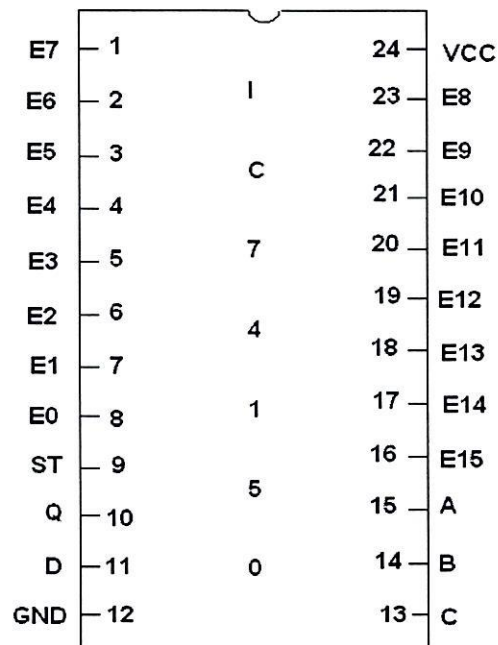 E7 1 24 VCC
I
E6 2 23 E8
E5 3 22 E9
C
E4 4 21 E10
E3 5 7 20 E11
E2 6 19 E12
4
E1 7 18 E13
E0 8 1 17 E14
ST 9 16 E15
5
Q 10 15 A
D 11 0 14 B
GND 12 13 C